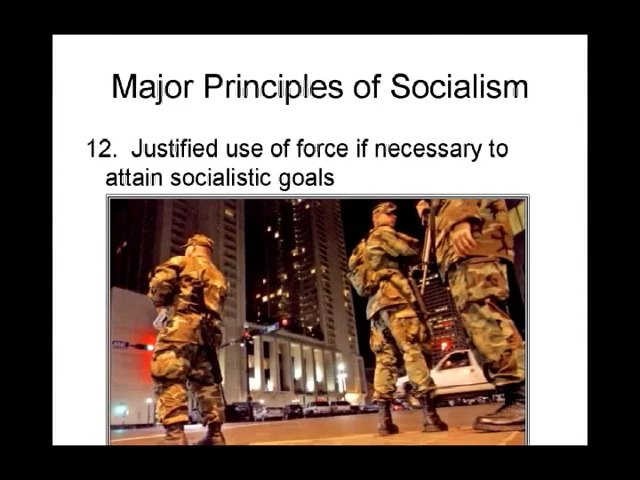 Major Principles of Socialism
12. Justified use of force if necessary to
attain socialistic goals